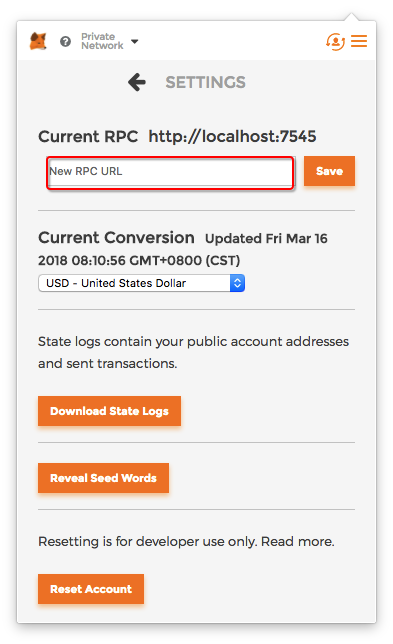 Private
Network
SETTINGS
Current RPC http://localhost:7545
New RPC URL
Save
Current Conversion Updated Fri Mar 16
2018 08:10:56 GMT+0800 (CST)
USD - United States Dollar
State logs contain your public account addresses
and sent transactions.
Download State Logs
Reveal Seed Words
Resetting is for developer use only. Read more.
Reset Account